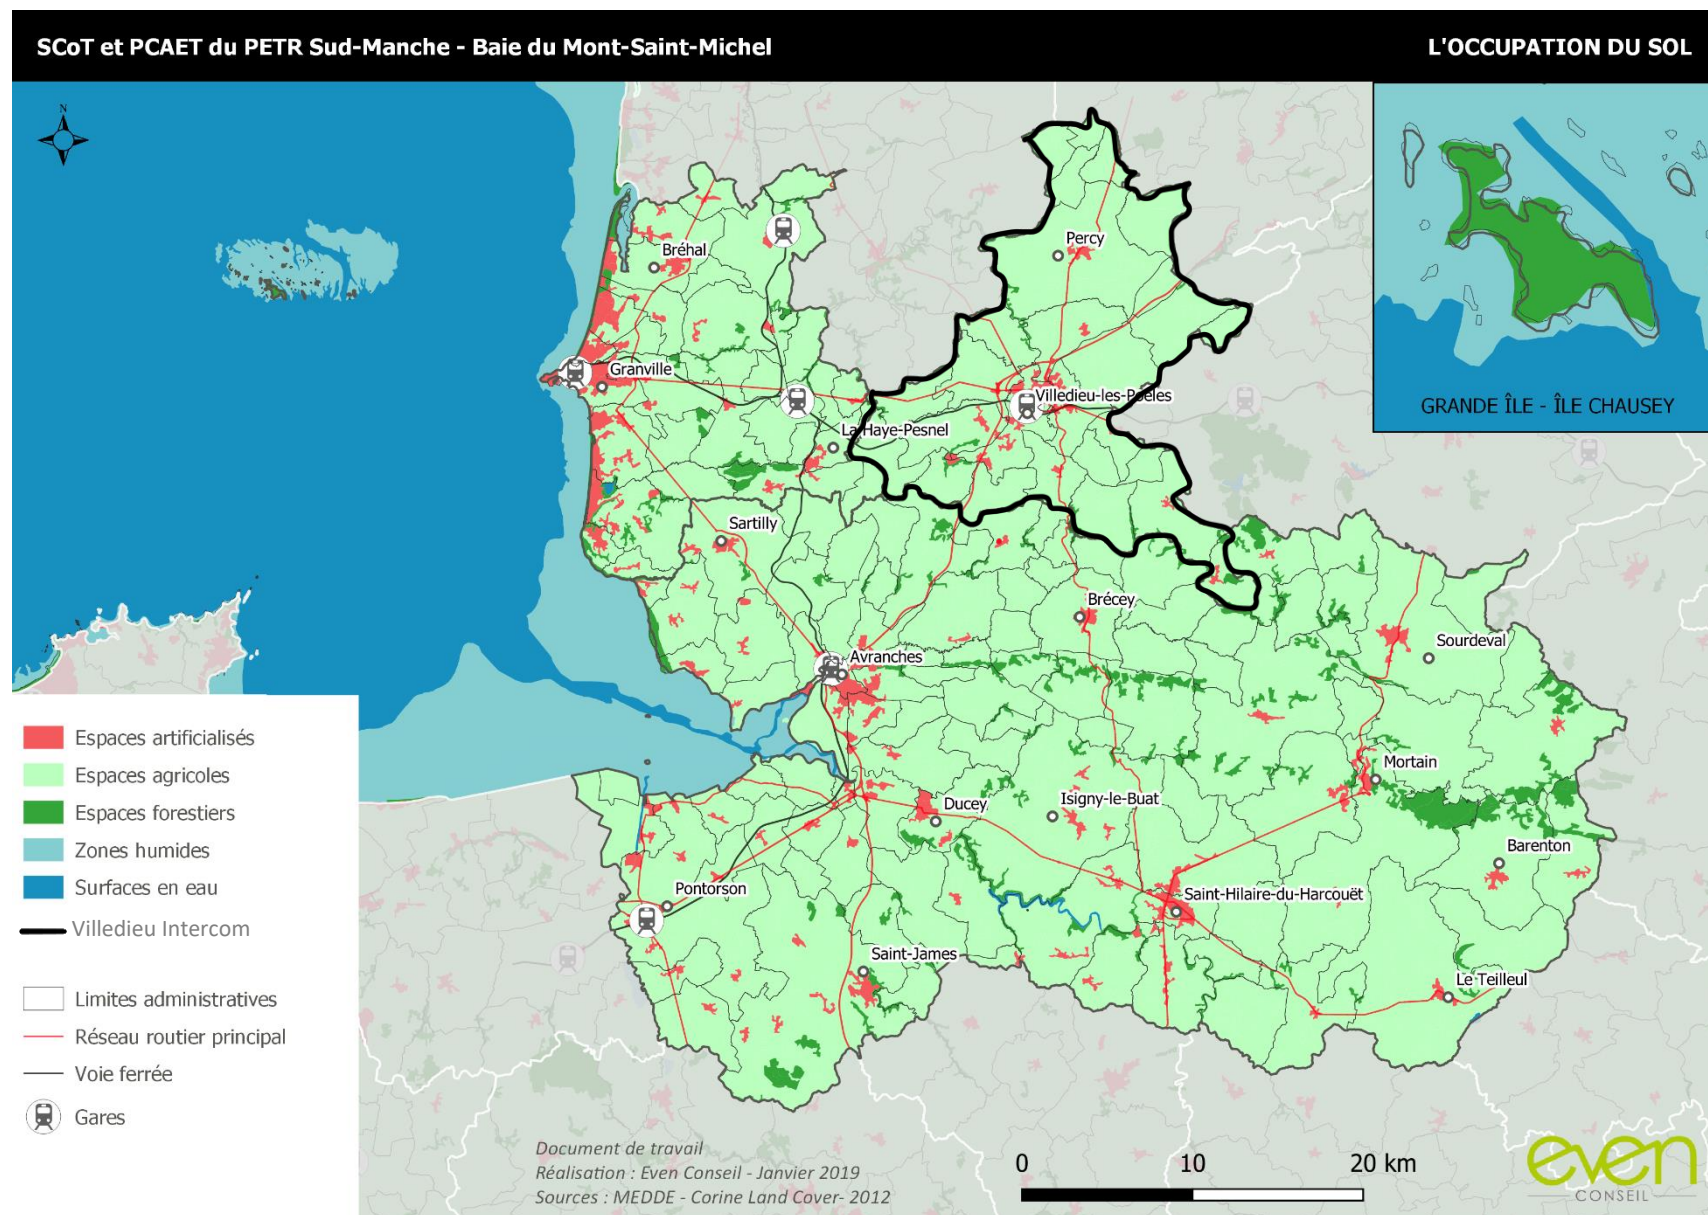 SCoT et PCAET du PETR Sud-Manche - Baie du Mont-Saint-Michel
L'OCCUPATION DU SOL
N
GRANDE ÎLE - ÎLE CHAUSEY
Percy
Bréhal
Granville
Villedieu-les-Poêles
La Haye-Pesnel
Sartilly
Brécey
Sourdeval
Avranches
Mortain
Isigny-le-Buat
Ducey
Barenton
Pontorson
Saint-Hilaire-du-Harcouët
Saint-James
Le Teilleul
Espaces artificialisés
Espaces agricoles
Espaces forestiers
Zones humides
Surfaces en eau
Villedieu Intercom
Limites administratives
Réseau routier principal
Voie ferrée
Gares
Document de travail
Réalisation : Even Conseil - Janvier 2019
Sources : MEDDE - Corine Land Cover- 2012
0 10 20 km
even
CONSEIL